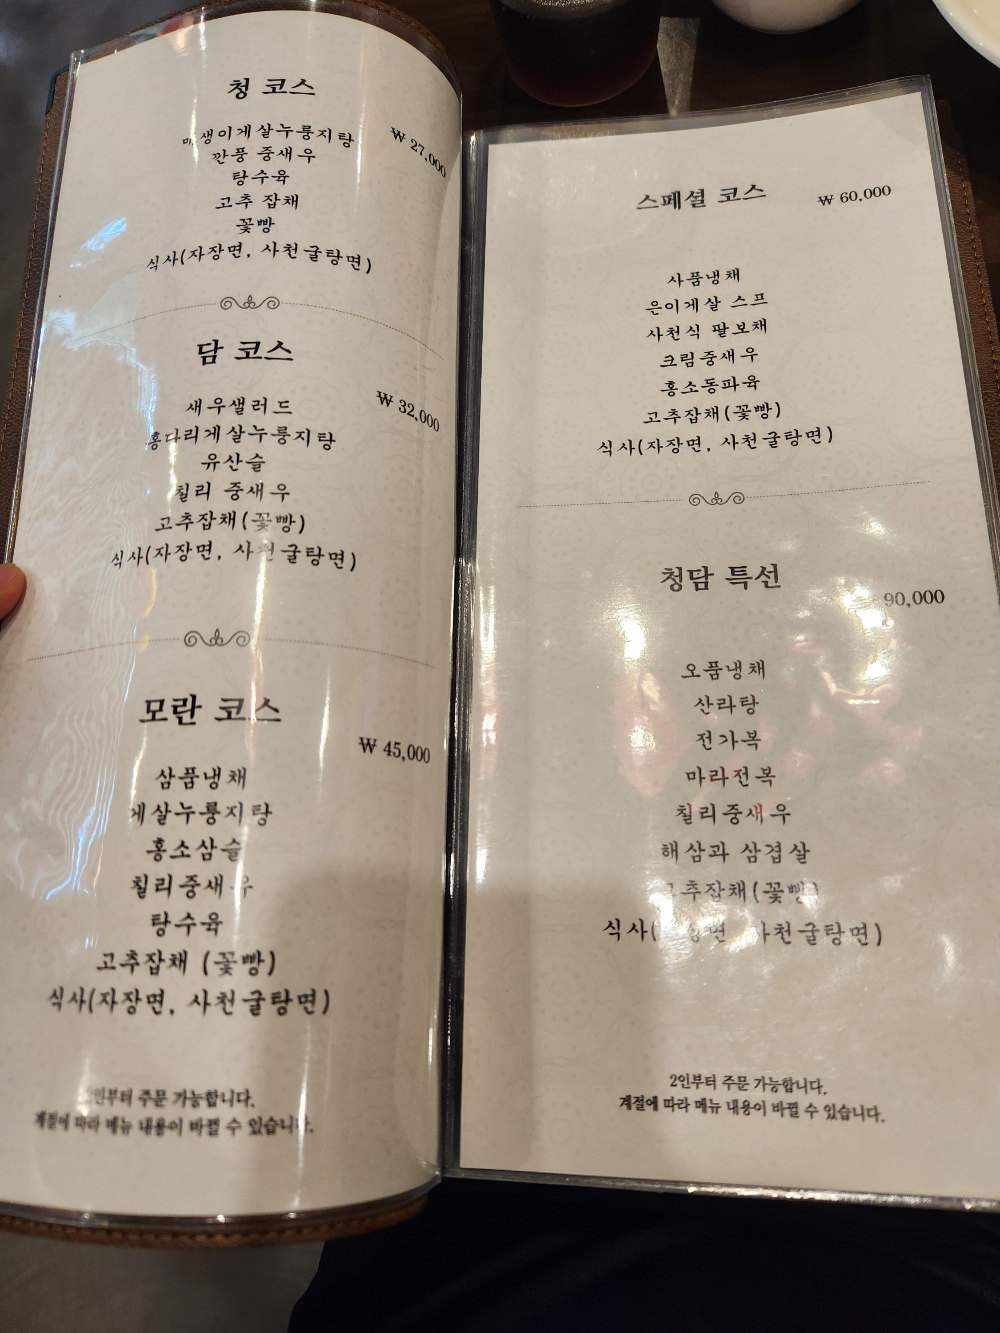 청 코스
₩ 27,000
매생이게살누룽지탕
깐풍 중새우
탕수육
고추 잡채
꽃빵
식사(자장면, 사천굴탕면)
담 코스
₩ 32,000
새우샐러드
홍다리게살누룽지탕
유산슬
칠리 중새우
고추잡채(꽃빵)
식사(자장면, 사천굴탕면)
모란 코스
₩ 45,000
삼품냉채
게살누룽지탕
홍소삼슬
칠리중새우
탕수육
고추잡채 (꽃빵)
식사(자장면, 사천굴탕면)
2인부터 주문 가능합니다.
계절에 따라 메뉴 내용이 바뀔 수 있습니다.
스페셜 코스
₩ 60,000
사품냉채
은이게살 스프
사천식 팔보채
크림중새우
홍소동파육
고추잡채(꽃빵)
식사(자장면, 사천굴탕면)
청담 특선
90,000
오품냉채
산라탕
전가복
마라전복
칠리중새우
해삼과 삼겹살
고추잡채(꽃빵)
식사(자장면, 사천굴탕면)
2인부터 주문 가능합니다.
계절에 따라 메뉴 내용이 바뀔 수 있습니다.